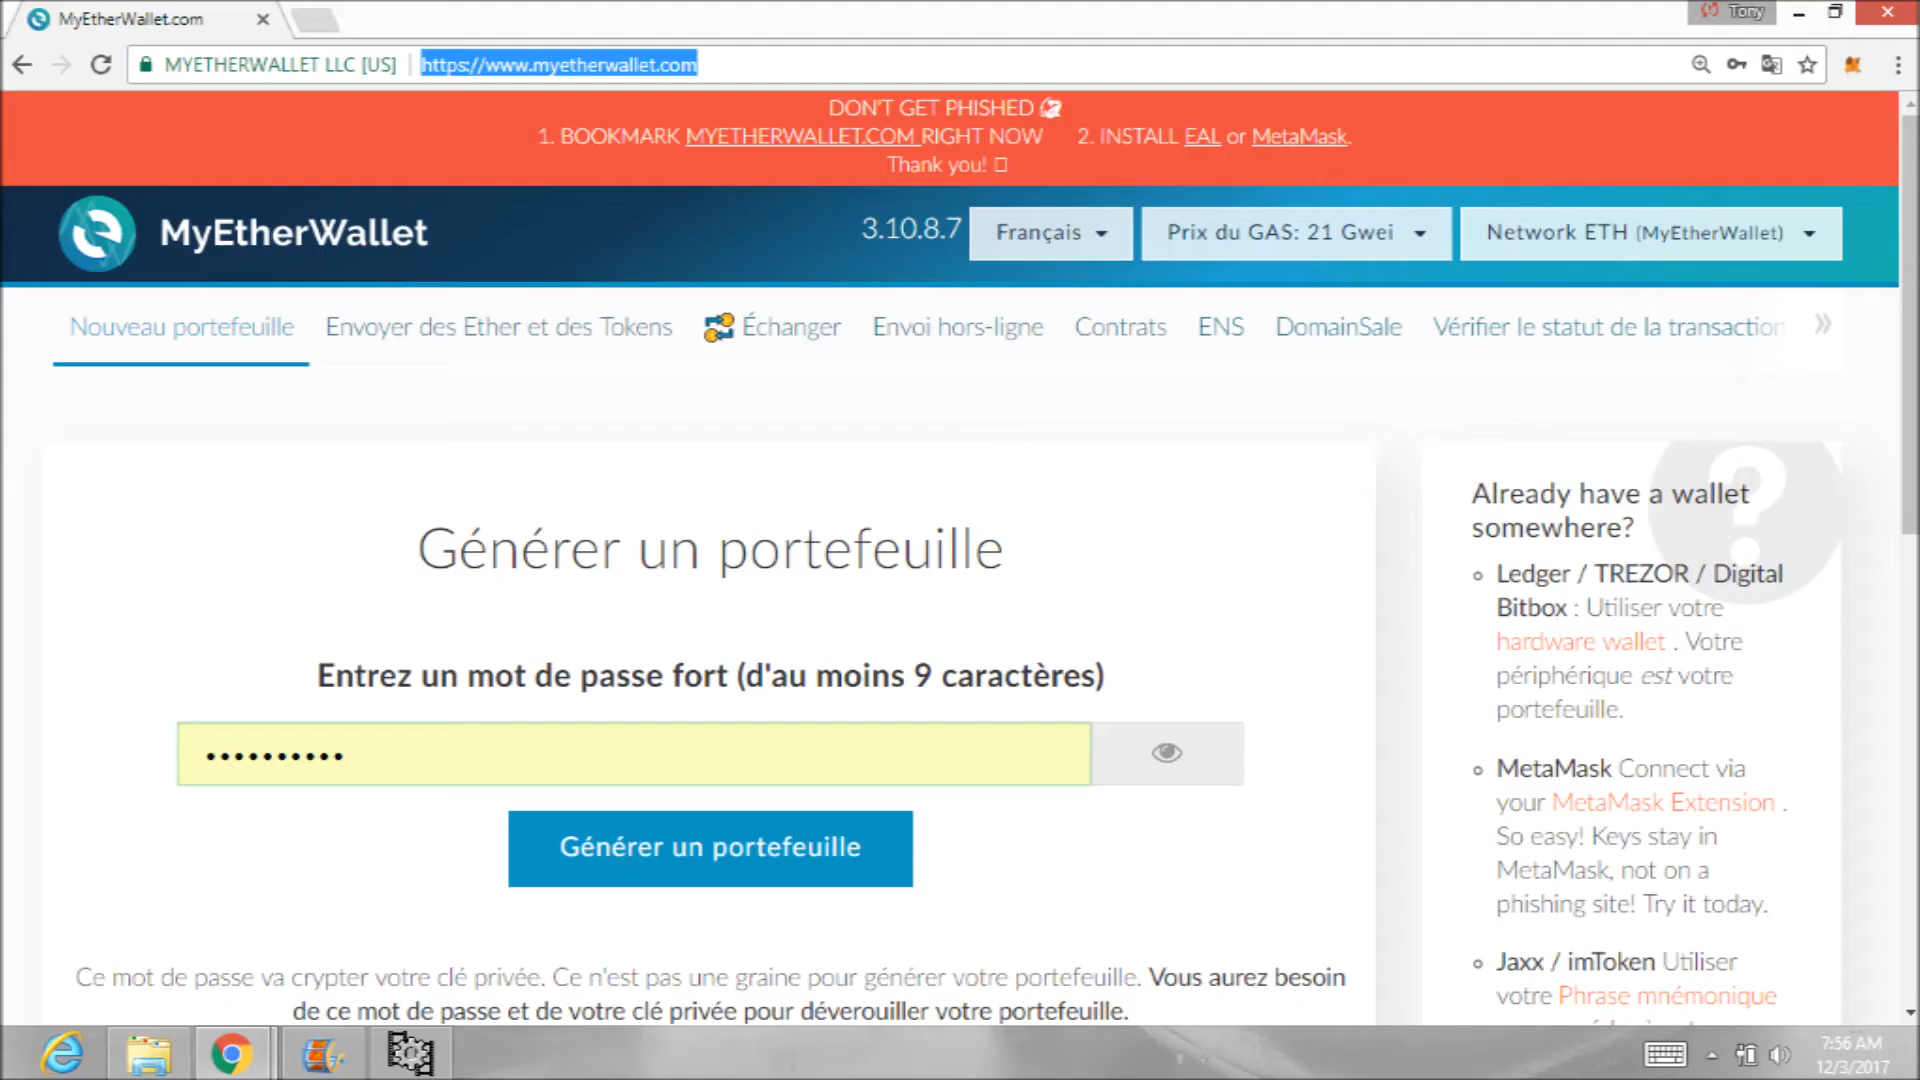 MyEtherWallet.com
Tony
MYETHERWALLET LLC [US] | https://www.myetherwallet.com
DON'T GET PHISHED
1. BOOKMARK MYETHERWALLET.COM RIGHT NOW 2. INSTALL EAL or MetaMask.
Thank you!
MyEtherWallet
3.10.8.7
Français
Prix du GAS: 21 Gwei
Network ETH (MyEtherWallet)
Nouveau portefeuille
Envoyer des Ether et des Tokens
Échanger
Envoi hors-ligne
Contrats
ENS
DomainSale
Vérifier le statut de la transaction
»
Générer un portefeuille
Entrez un mot de passe fort (d'au moins 9 caractères)
••••••••••
Générer un portefeuille
Ce mot de passe va crypter votre clé privée. Ce n'est pas une graine pour générer votre portefeuille. Vous aurez besoin
de ce mot de passe et de votre clé privée pour déverouiller votre portefeuille.
Already have a wallet
somewhere?
Ledger / TREZOR / Digital
Bitbox : Utiliser votre
hardware wallet . Votre
périphérique est votre
portefeuille.
MetaMask Connect via
your MetaMask Extension .
So easy! Keys stay in
MetaMask, not on a
phishing site! Try it today.
Jaxx / imToken Utiliser
votre Phrase mnémonique
7:56 AM
12/3/2017